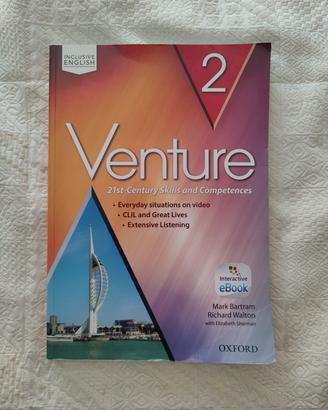 INCLUSIVE
ENGLISH
2
Venture
21st-Century Skills and Competences
• Everyday situations on video
• CLIL and Great Lives
• Extensive Listening
Interactive
eBook
Mark Bartram
Richard Walton
with Elizabeth Sharman
OXFORD